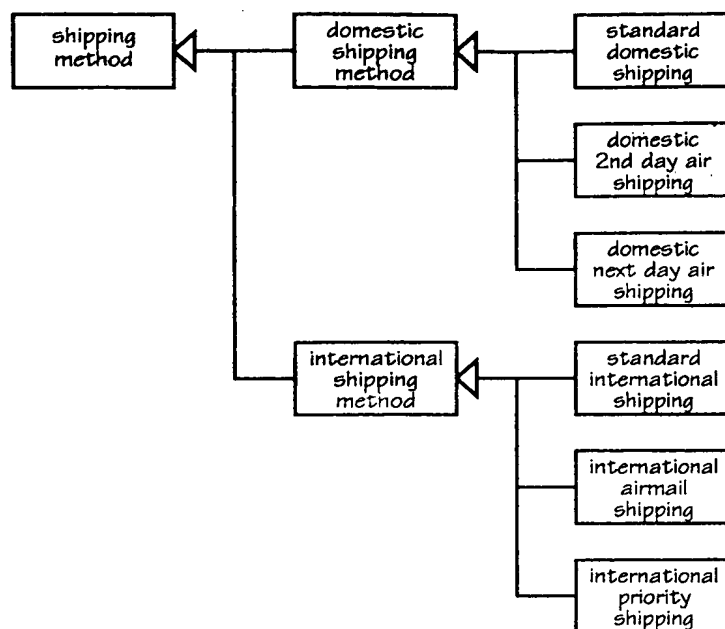 shipping
method
domestic
shipping
method
standard
domestic
shipping
domestic
2nd day air
shipping
domestic
next day air
shipping
international
shipping
method
standard
international
shipping
international
airmail
shipping
international
priority
shipping